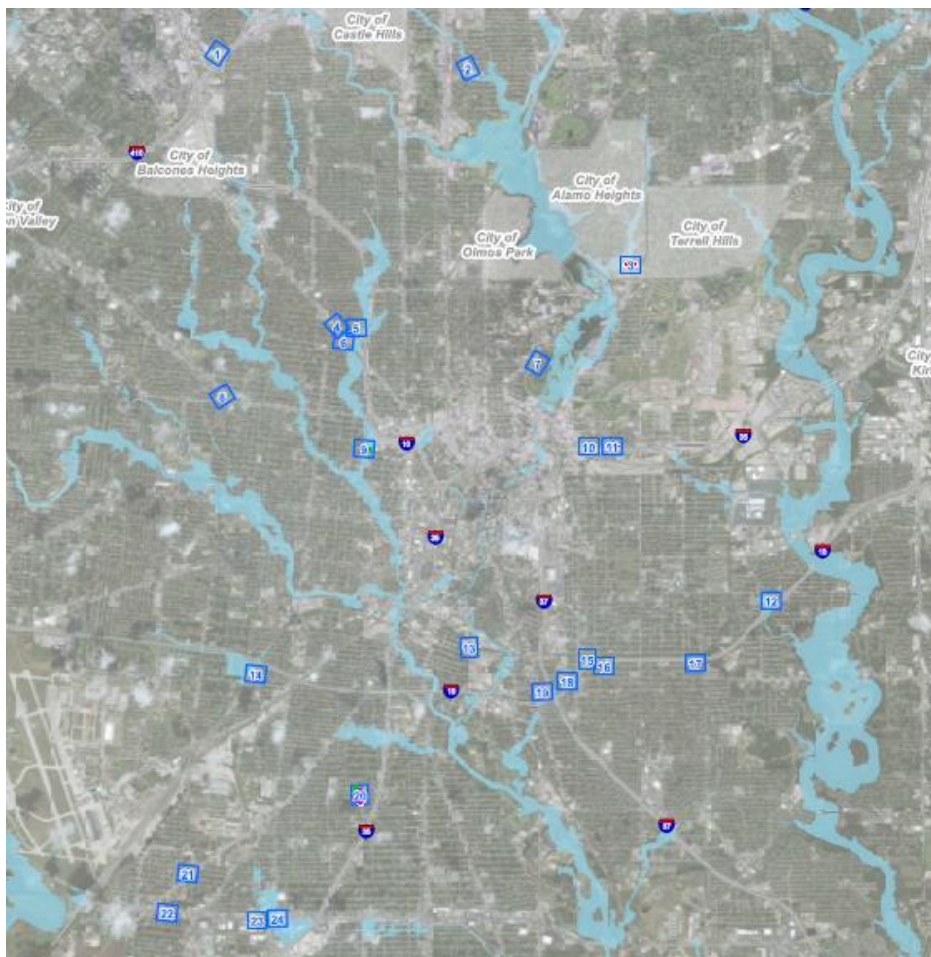 City of
Castle Hills
1
2
410
City of
Balcones Heights
City of
Alamo Heights
City of
n Valley
City of
Terrell Hills
City of
Olmos Park
3
4
5
6
7
City
Kir
8
9
10
10
11
35
35
10
37
12
13
15
16
17
14
18
19
10
20
35
37
21
22
23
24